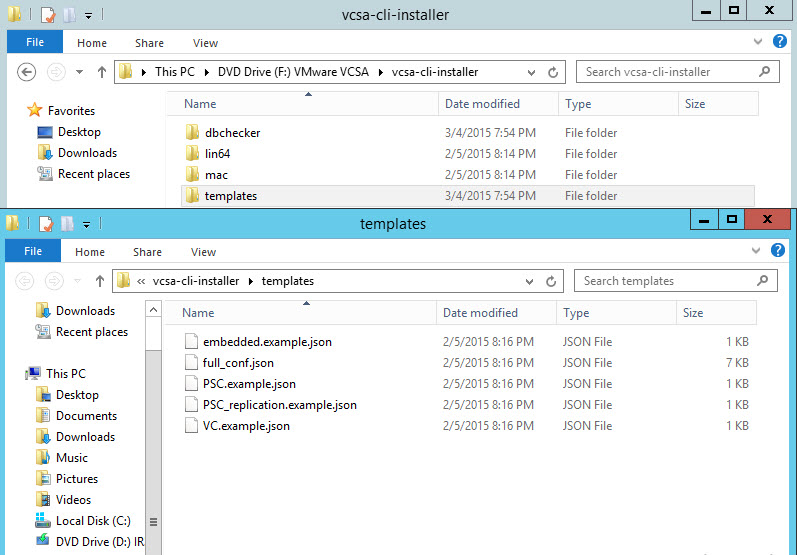 vcsa-cli-installer
File Home Share View
This PC DVD Drive (F:) VMware VCSA vcsa-cli-installer Search vcsa-cli-installer
Name Date modified Type Size
Favorites
Desktop
Downloads
Recent places
dbchecker 3/4/2015 7:54 PM File folder
lin64 2/5/2015 8:14 PM File folder
mac 2/5/2015 8:14 PM File folder
templates 3/4/2015 7:54 PM File folder
templates
File Home Share View
« vcsa-cli-installer templates Search templates
Name Date modified Type Size
Downloads
Recent places
This PC
Desktop
Documents
Downloads
Music
Pictures
Videos
Local Disk (C:)
DVD Drive (D:) IR
embedded.example.json 2/5/2015 8:16 PM JSON File 1 KB
full_conf.json 2/5/2015 8:16 PM JSON File 7 KB
PSC.example.json 2/5/2015 8:16 PM JSON File 1 KB
PSC_replication.example.json 2/5/2015 8:16 PM JSON File 1 KB
VC.example.json 2/5/2015 8:16 PM JSON File 1 KB